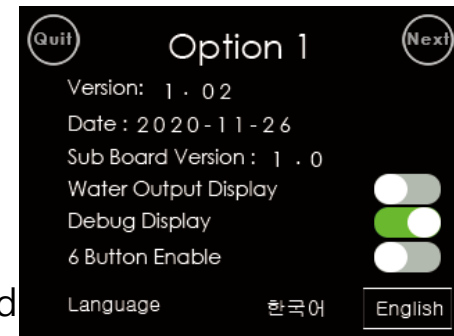 Quit Option 1 Next
Version: 1.02
Date : 2020-11-26
Sub Board Version : 1.0
Water Output Display
Debug Display
6 Button Enable
d
Language 한국어 English